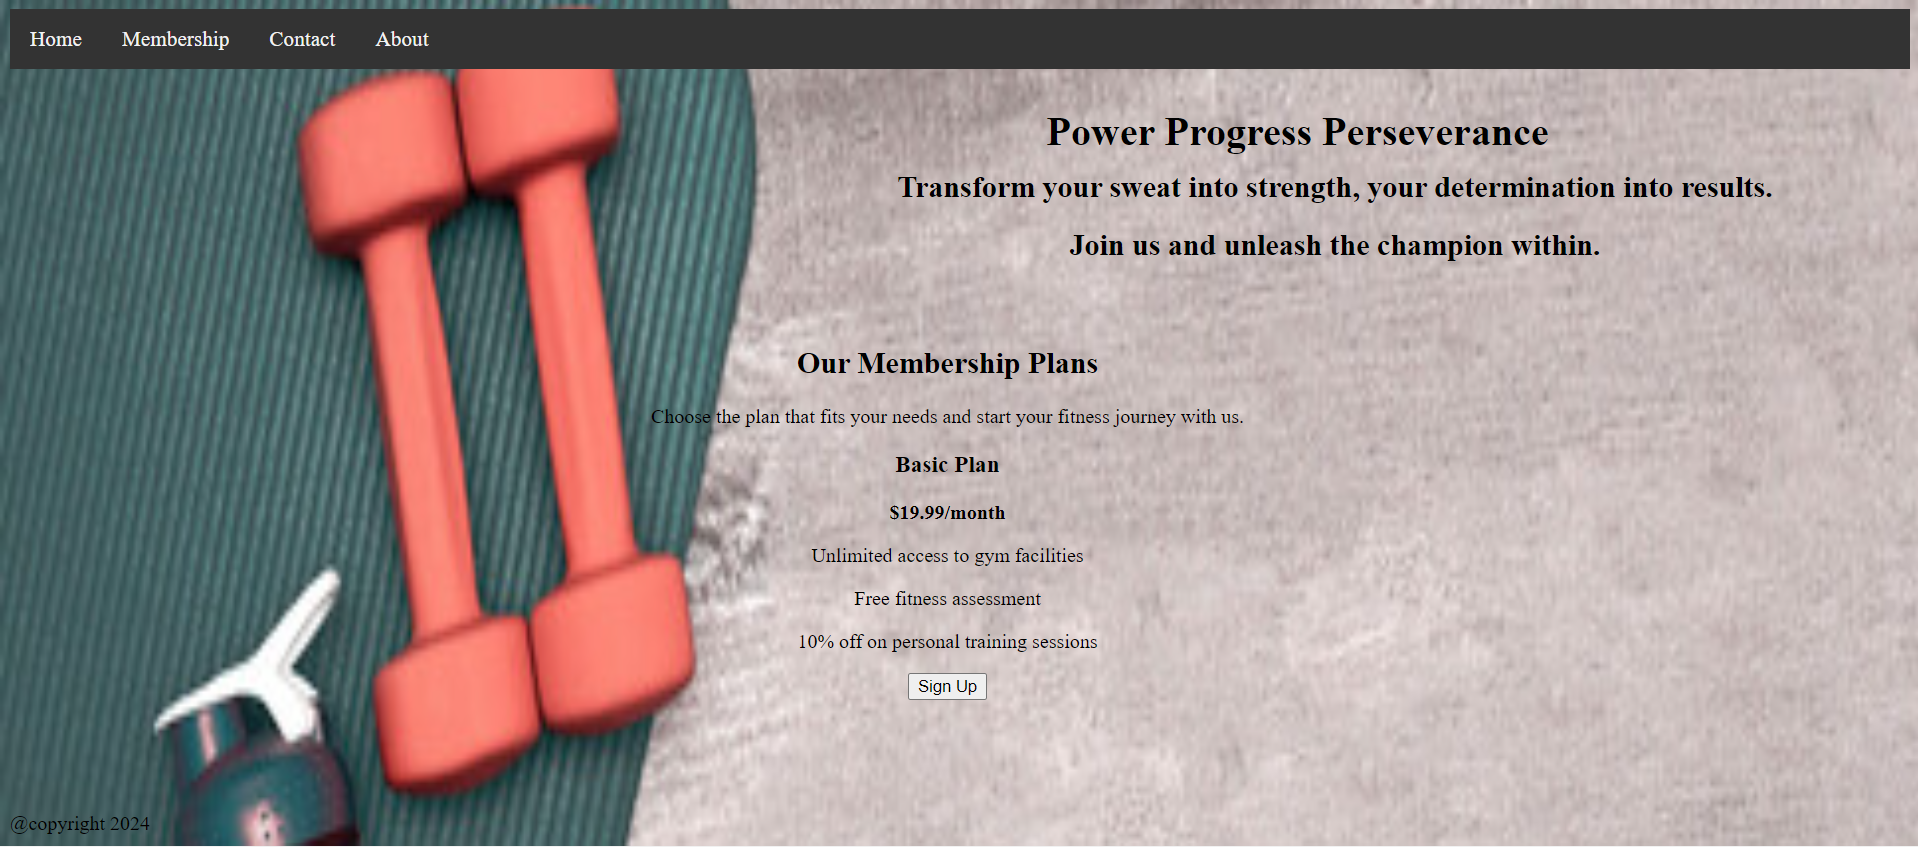 Home Membership Contact About
Power Progress Perseverance
Transform your sweat into strength, your determination into results.
Join us and unleash the champion within.
Our Membership Plans
Choose the plan that fits your needs and start your fitness journey with us.
Basic Plan
$19.99/month
Unlimited access to gym facilities
Free fitness assessment
10% off on personal training sessions
Sign Up
@copyright 2024